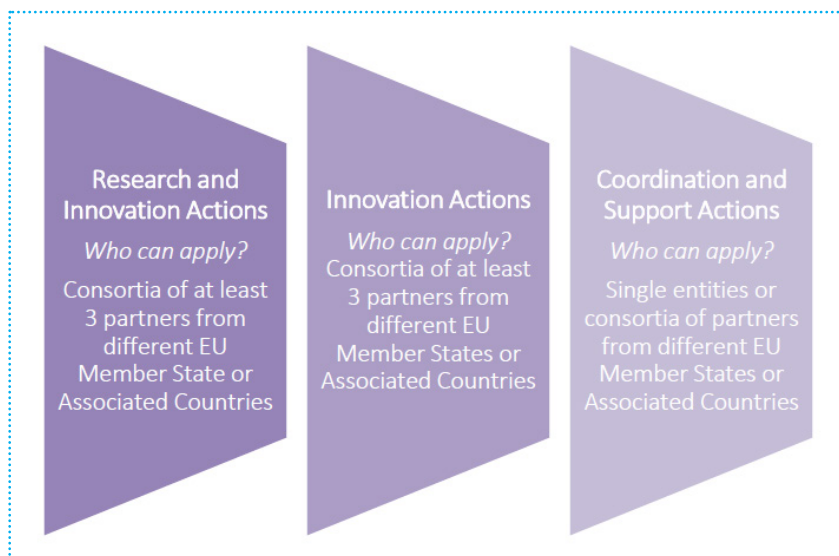 Research and
Innovation Actions
Who can apply?
Consortia of at least
3 partners from
different EU
Member State or
Associated Countries
Innovation Actions
Who can apply?
Consortia of at least
3 partners from
different EU
Member States or
Associated Countries
Coordination and
Support Actions
Who can apply?
Single entities or
consortia of partners
from different EU
Member States or
Associated Countries